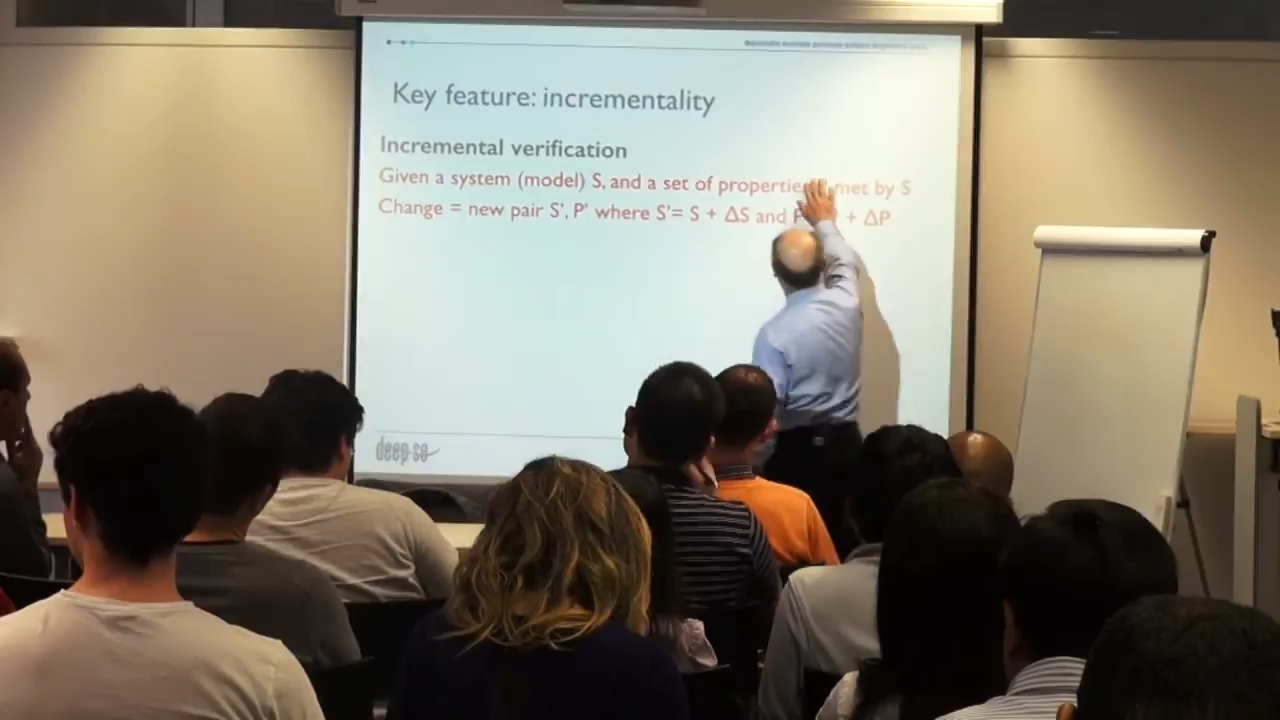 Key feature: incrementality
Incremental verification
Given a system (model) S, and a set of properties met by S
Change = new pair S', P' where S'= S + ΔS and + ΔP
deep-se